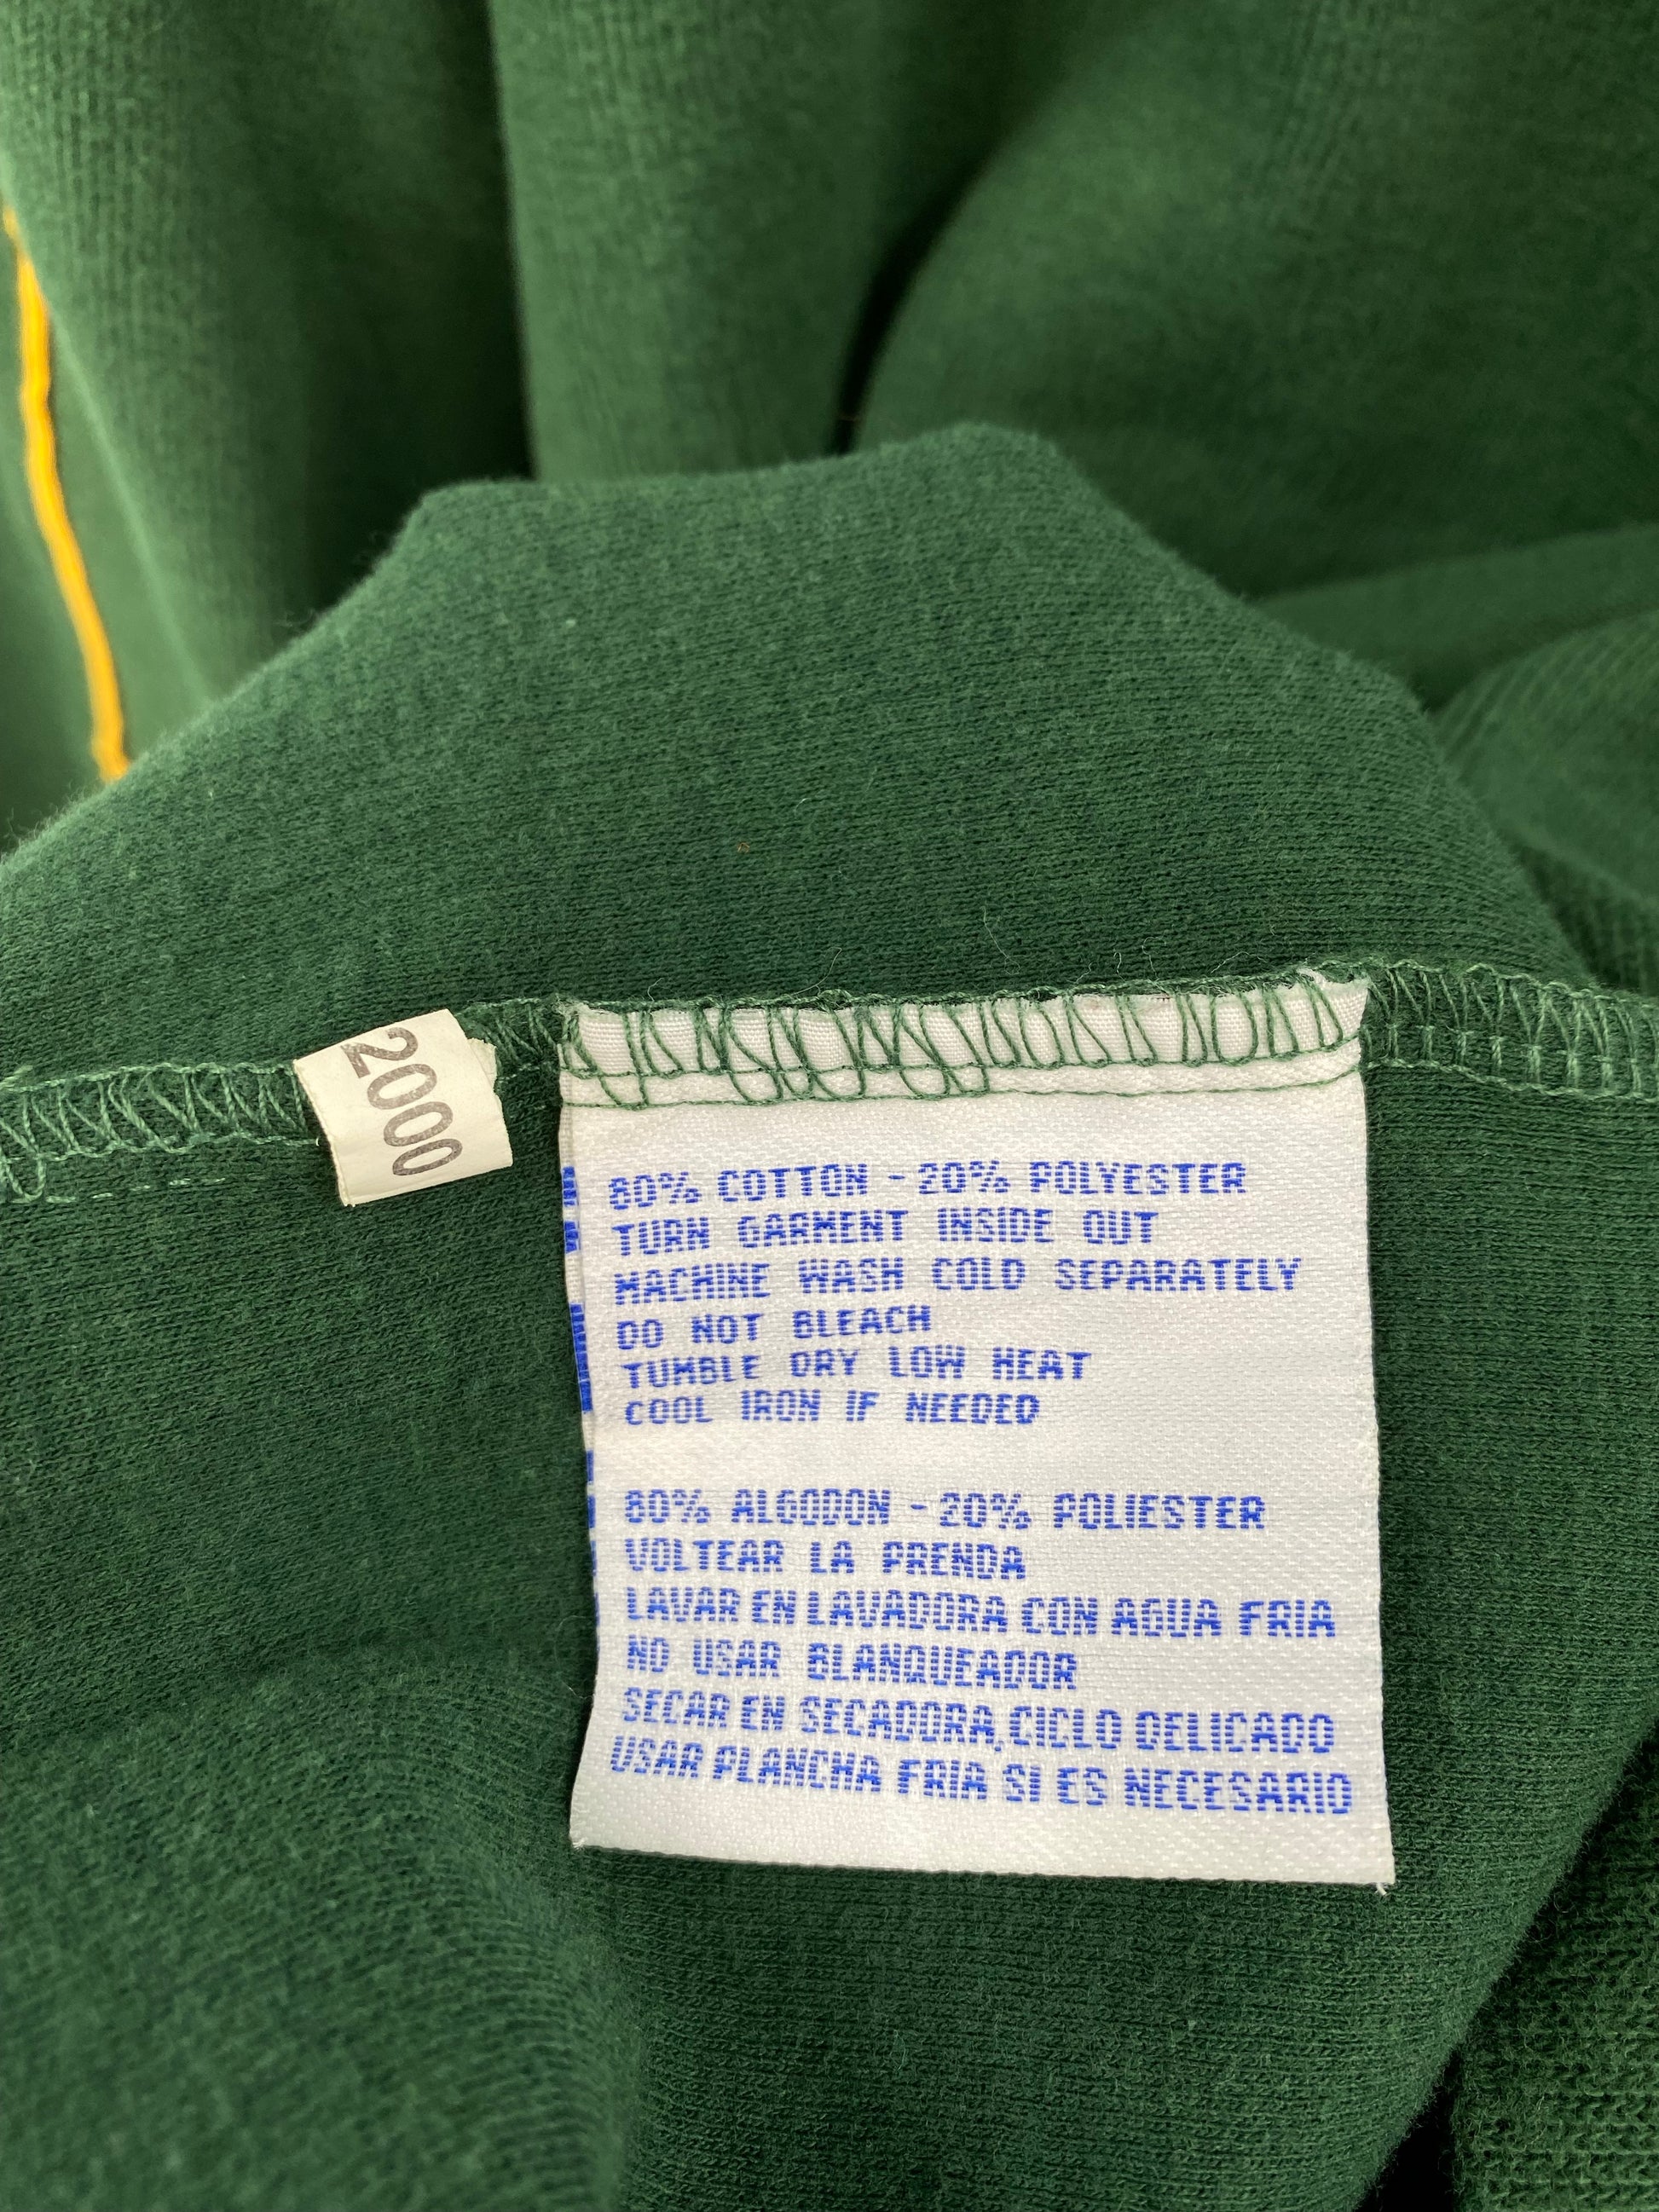 2000
80% COTTON - 20% POLYESTER
TURN GARMENT INSIDE OUT
MACHINE WASH COLD SEPARATELY
DO NOT BLEACH
TUMBLE DRY LOW HEAT
COOL IRON IF NEEDED
80% ALGODON - 20% POLIESTER
VOLTEAR LA PRENDA
LAVAR EN LAVADORA CON AGUA FRIA
NO USAR BLANQUEADOR
SECAR EN SECADORA, CICLO DELICADO
USAR PLANCHA FRIA SI ES NECESARIO